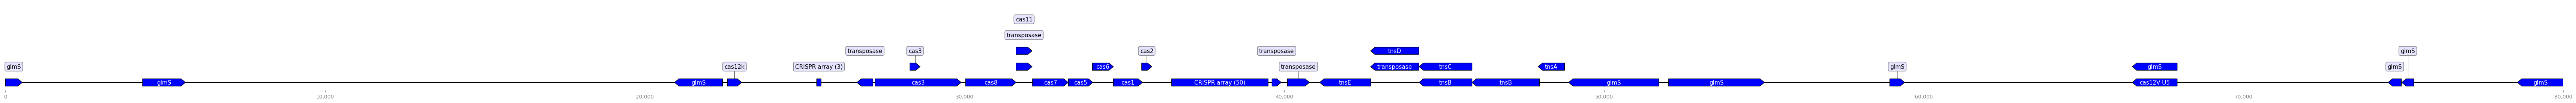 cas11
transposase
transposase cas3 cas2 transposase tnsD glmS
glmS cas12k CRISPR array (3) cas6 transposase transposase tnsC tnsA glmS glmS glmS
glmS glmS cas3 cas8 cas7 cas5 cas1 CRISPR array (50) tnsE tnsB tnsB glmS glmS cas12V-U5 glmS
0 10,000 20,000 30,000 40,000 50,000 60,000 70,000 80,000